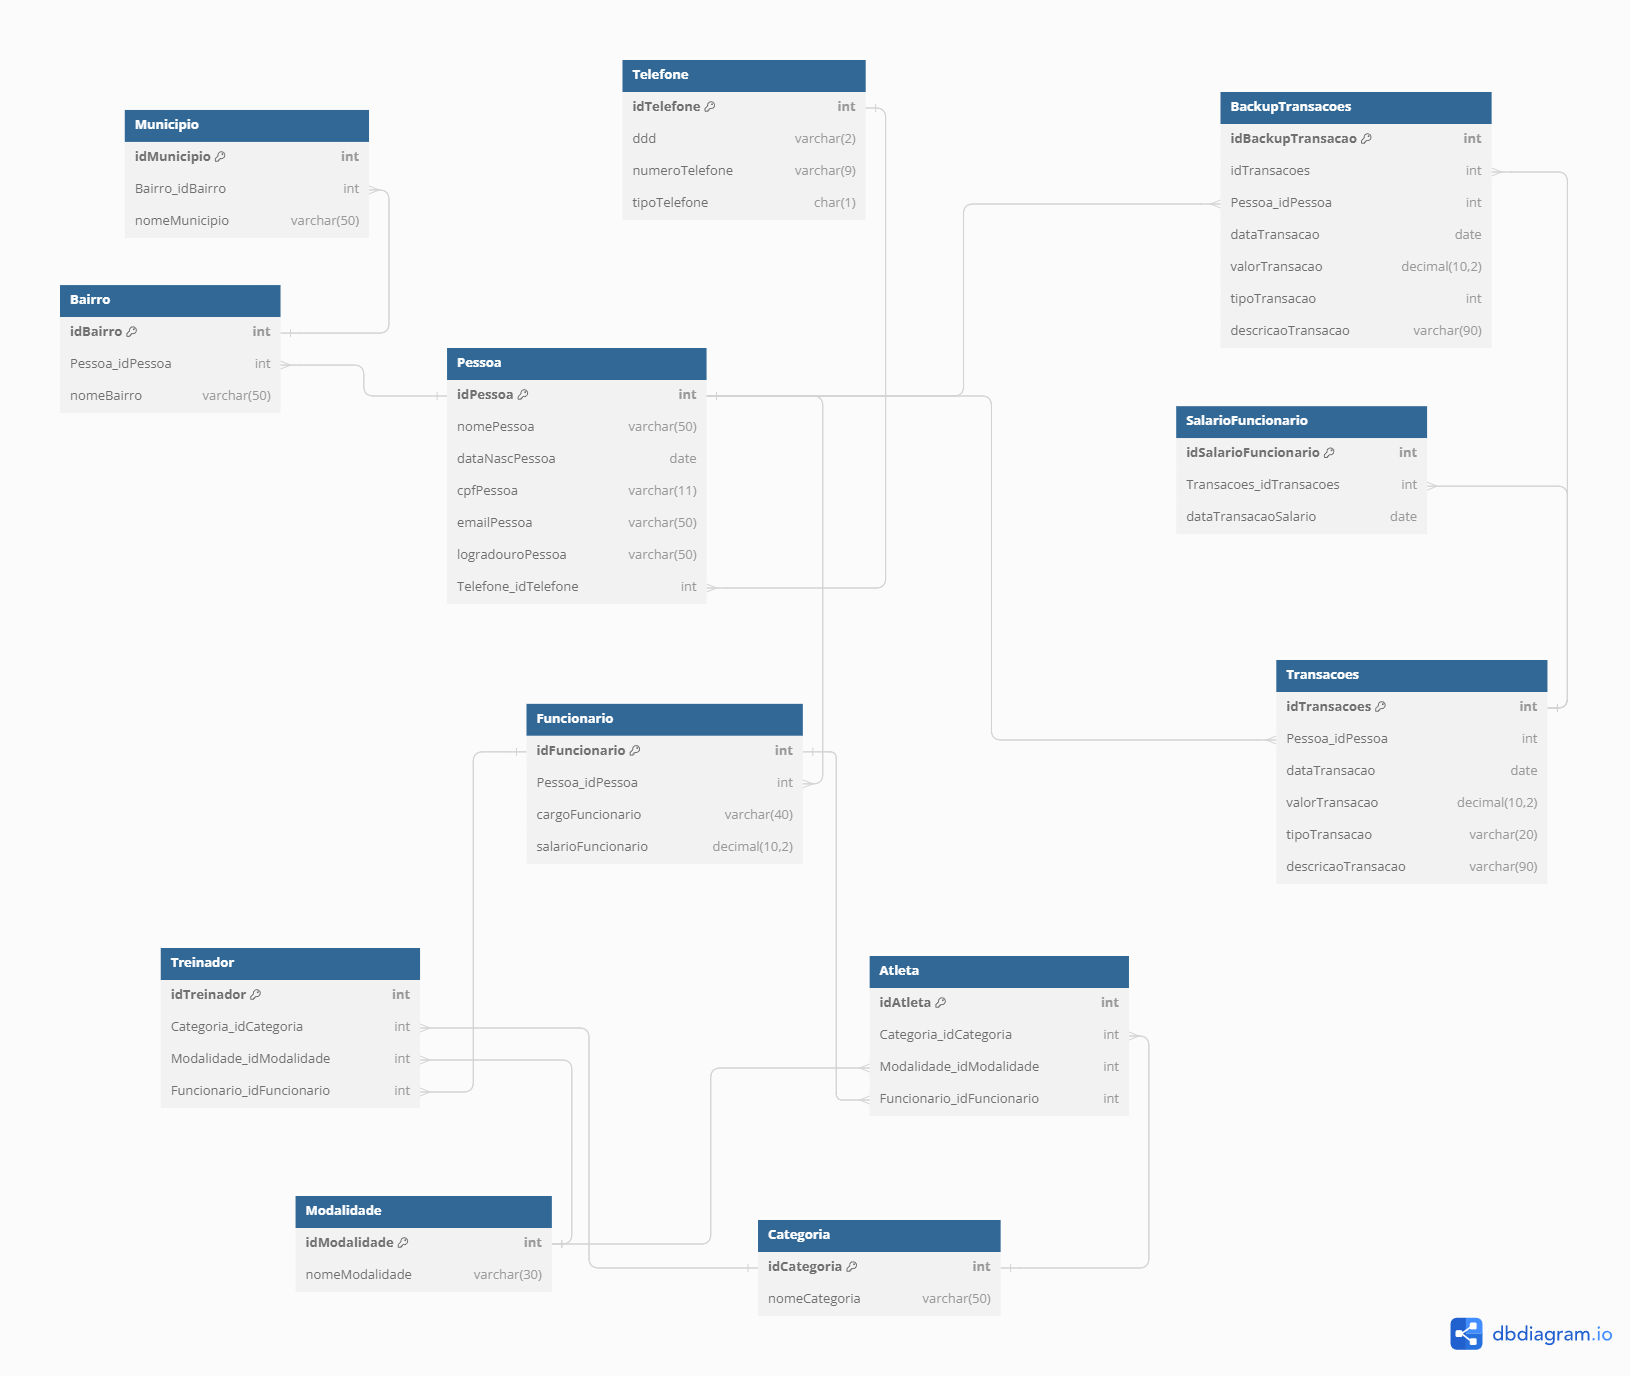 Telefone
idTelefone int
ddd varchar(2)
numeroTelefone varchar(9)
tipoTelefone char(1)
Municipio
idMunicipio int
Bairro_idBairro int
nomeMunicipio varchar(50)
BackupTransacoes
idBackupTransacao int
idTransacoes int
Pessoa_idPessoa int
dataTransacao date
valorTransacao decimal(10,2)
tipoTransacao int
descricaoTransacao varchar(90)
Bairro
idBairro int
Pessoa_idPessoa int
nomeBairro varchar(50)
Pessoa
idPessoa int
nomePessoa varchar(50)
dataNascPessoa date
cpfPessoa varchar(11)
emailPessoa varchar(50)
logradouroPessoa varchar(50)
Telefone_idTelefone int
SalarioFuncionario
idSalarioFuncionario int
Transacoes_idTransacoes int
dataTransacaoSalario date
Transacoes
idTransacoes int
Pessoa_idPessoa int
dataTransacao date
valorTransacao decimal(10,2)
tipoTransacao varchar(20)
descricaoTransacao varchar(90)
Funcionario
idFuncionario int
Pessoa_idPessoa int
cargoFuncionario varchar(40)
salarioFuncionario decimal(10,2)
Treinador
idTreinador int
Categoria_idCategoria int
Modalidade_idModalidade int
Funcionario_idFuncionario int
Atleta
idAtleta int
Categoria_idCategoria int
Modalidade_idModalidade int
Funcionario_idFuncionario int
Modalidade
idModalidade int
nomeModalidade varchar(30)
Categoria
idCategoria int
nomeCategoria varchar(50)
dbdiagram.io